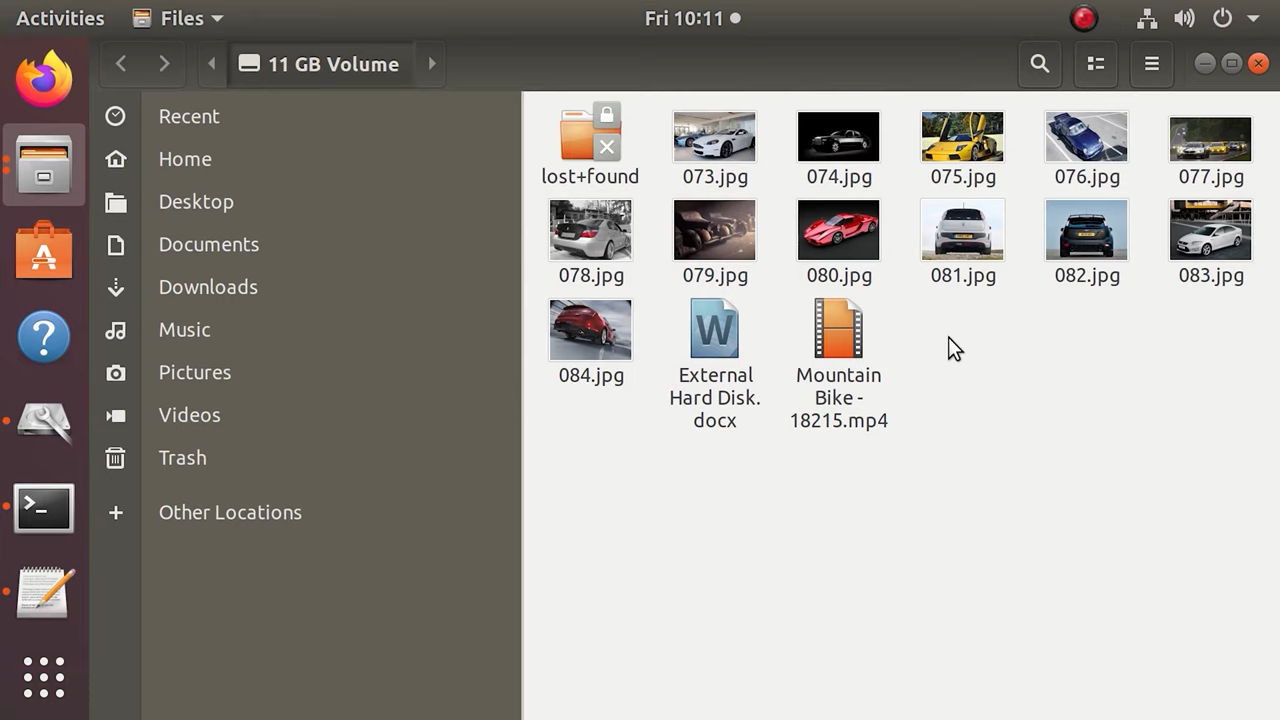 Activities Files Fri 10:11
11 GB Volume
Recent
Home
Desktop
Documents
Downloads
Music
Pictures
Videos
Trash
Other Locations
lost+found 073.jpg 074.jpg 075.jpg 076.jpg 077.jpg
078.jpg 079.jpg 080.jpg 081.jpg 082.jpg 083.jpg
084.jpg External Mountain
Hard Disk. Bike -
docx 18215.mp4